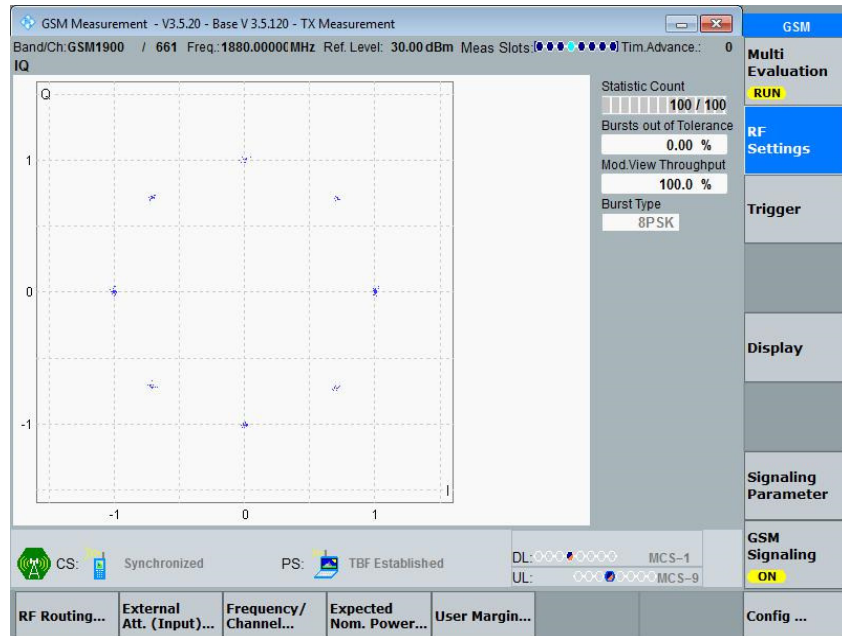 GSM Measurement - V3.5.20 - Base V 3.5.120 - TX Measurement
GSM
Band/Ch:GSM1900 / 661 Freq.:1880.00000MHz Ref. Level: 30.00 dBm Meas Slots: Tim.Advance.: 0
IQ
Multi
Evaluation
RUN
Statistic Count
100 / 100
Bursts out of Tolerance
0.00 %
Mod.View Throughput
100.0 %
Burst Type
8PSK
Q
1
0
-1
I
-1 0 1
RF
Settings
Trigger
Display
Signaling
Parameter
GSM
Signaling
ON
CS: Synchronized PS: TBF Established DL: MCS-1
UL: MCS-9
RF Routing...
External
Att. (Input)...
Frequency/
Channel...
Expected
Nom. Power...
User Margin...
Config ...